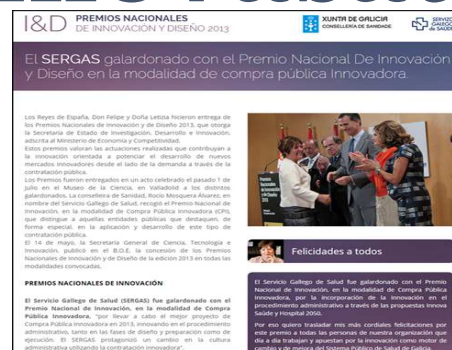 I&D PREMIOS NACIONALES
DE INNOVACIÓN Y DISEÑO 2013
XUNTA DE GALICIA
CONSELLERÍA DE SANIDADE
SERVIZO
GALEGO
de SAÚDE
El SERGAS galardonado con el Premio Nacional De Innovación
y Diseño en la modalidad de compra pública Innovadora.
Los Reyes de España, Don Felipe y Doña Letizia hicieron entrega de
los Premios Nacionales de Innovación y de Diseño 2013, que otorga
la Secretaría de Estado de Investigación, Desarrollo e Innovación,
adscrita al Ministerio de Economía y Competitividad.
Estos premios valoran las actuaciones realizadas que contribuyan a
la innovación orientada a potenciar el desarrollo de nuevos
mercados innovadores desde el lado de la demanda a través de la
contratación pública.
Los Premios fueron entregados en un acto celebrado el pasado 1 de
julio en el Museo de la Ciencia, en Valladolid a los distintos
galardonados. La conselleira de Sanidad, Rocío Mosquera Álvarez, en
nombre del Servicio Gallego de Salud, recogió el Premio Nacional de
Innovación, en la modalidad de Compra Pública Innovadora (CPI),
que distingue a aquellas entidades públicas que destaquen, de
forma especial, en la aplicación y desarrollo de este tipo de
contratación pública.
El 14 de mayo, la Secretaría General de Ciencia, Tecnología e
Innovación, publicó en el B.O.E. la concesión de los Premios
Nacionales de Innovación y de Diseño de la edición 2013 en todas las
modalidades convocadas.
PREMIOS NACIONALES DE INNOVACIÓN
El Servicio Gallego de Salud (SERGAS) fue galardonado con el
Premio Nacional de Innovación, en la modalidad de Compra
Pública Innovadora, "por llevar a cabo el mejor proyecto de
Compra Pública Innovadora en 2013, innovando en el procedimiento
administrativo, tanto en las fases de diseño y preparación como de
ejecución. El SERGAS protagonizó un cambio en la cultura
administrativa utilizando la contratación innovadora".
Felicidades a todos
El Servicio Gallego de Salud fue galardonado con el Premio
Nacional de Innovación, en la modalidad de Compra Pública
Innovadora, por la incorporación de la innovación en el
procedimiento administrativo a través de las propuestas Innova
Saúde y Hospital 2050.
Por eso quiero trasladar mis más cordiales felicitaciones por
este premio a todas las personas de nuestra organización que
día a día trabajan y apuestan por la innovación como motor de
cambio y de mejora del Sistema Público de Salud de Galicia.